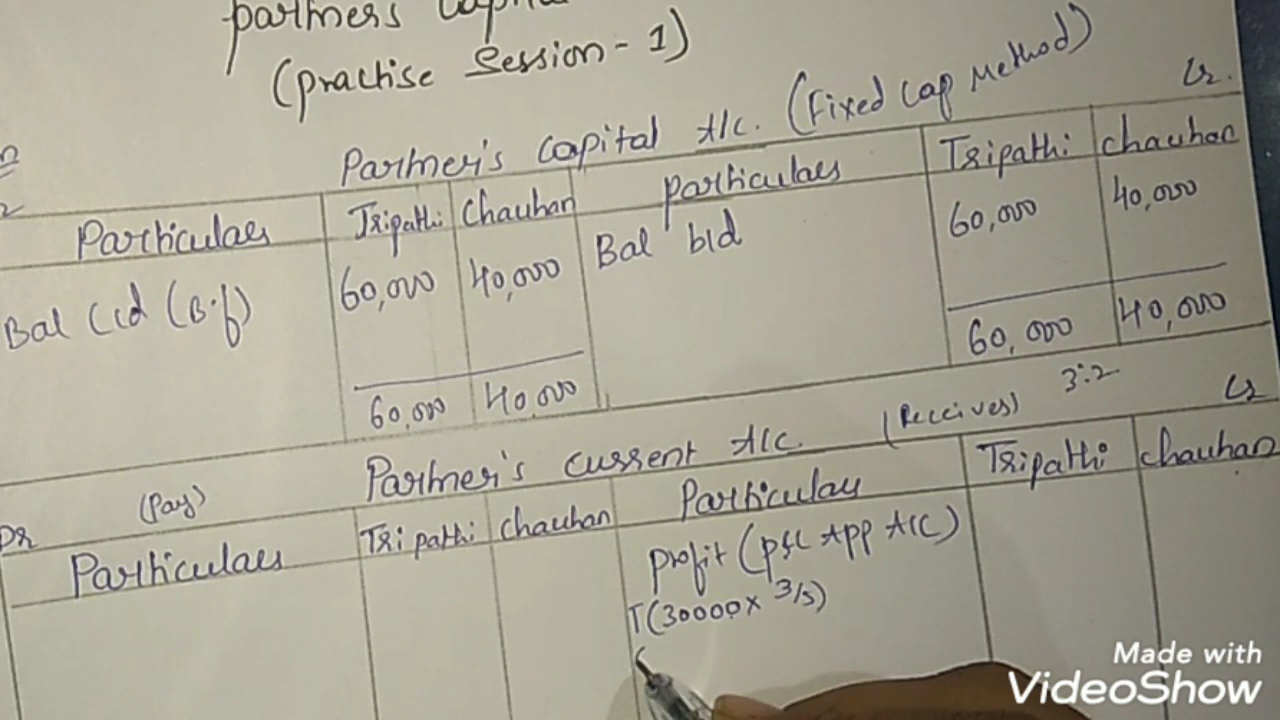 partners
(practise Session - 1)
Partner's capital A/c. (Fixed cap Method)
Cr.
Particulars Tripathi Chauhan particulars Tripathi Chauhan
Bal c/d (B.f) 60,000 40,000 Bal b/d 60,000 40,000
60,000 40,000 60,000 40,000
Partner's current A/c. (Receives) 3:2
Dr (Pay) Cr
Particulars Tripathi Chauhan Particulars Tripathi Chauhan
Profit (P&L App A/C)
T(30000x 3/5)
Made with
VideoShow